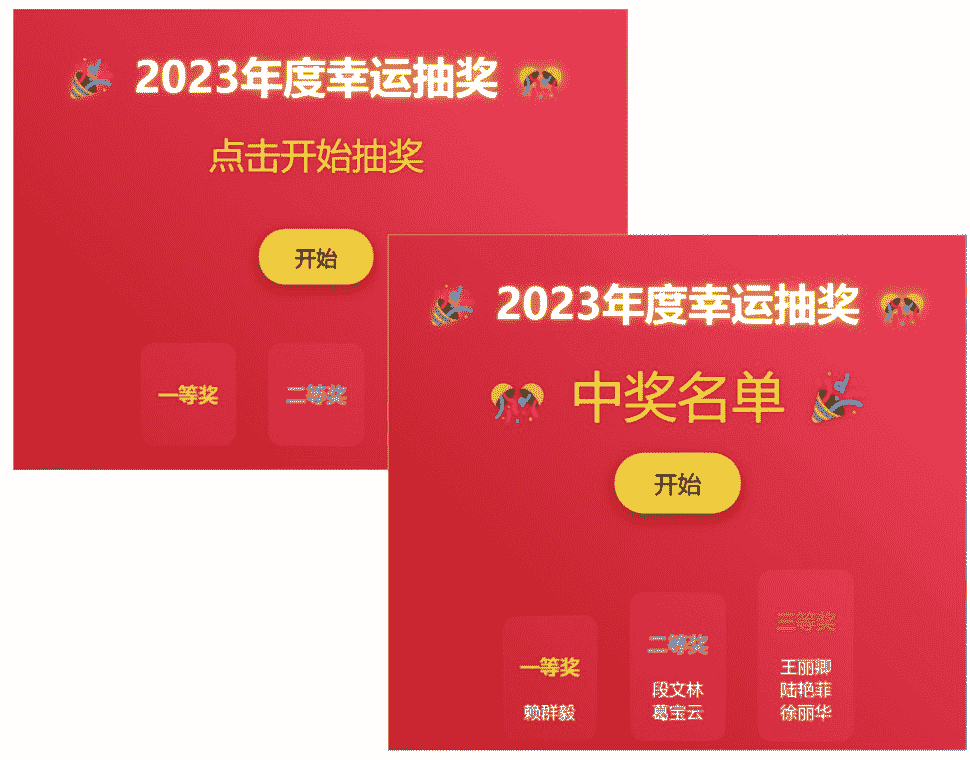 2023年度幸运抽奖
点击开始抽奖
开始
一等奖
二等奖
2023年度幸运抽奖
中奖名单
开始
一等奖
赖群毅
二等奖
段文林
葛宝云
三等奖
王丽卿
陆艳菲
徐丽华